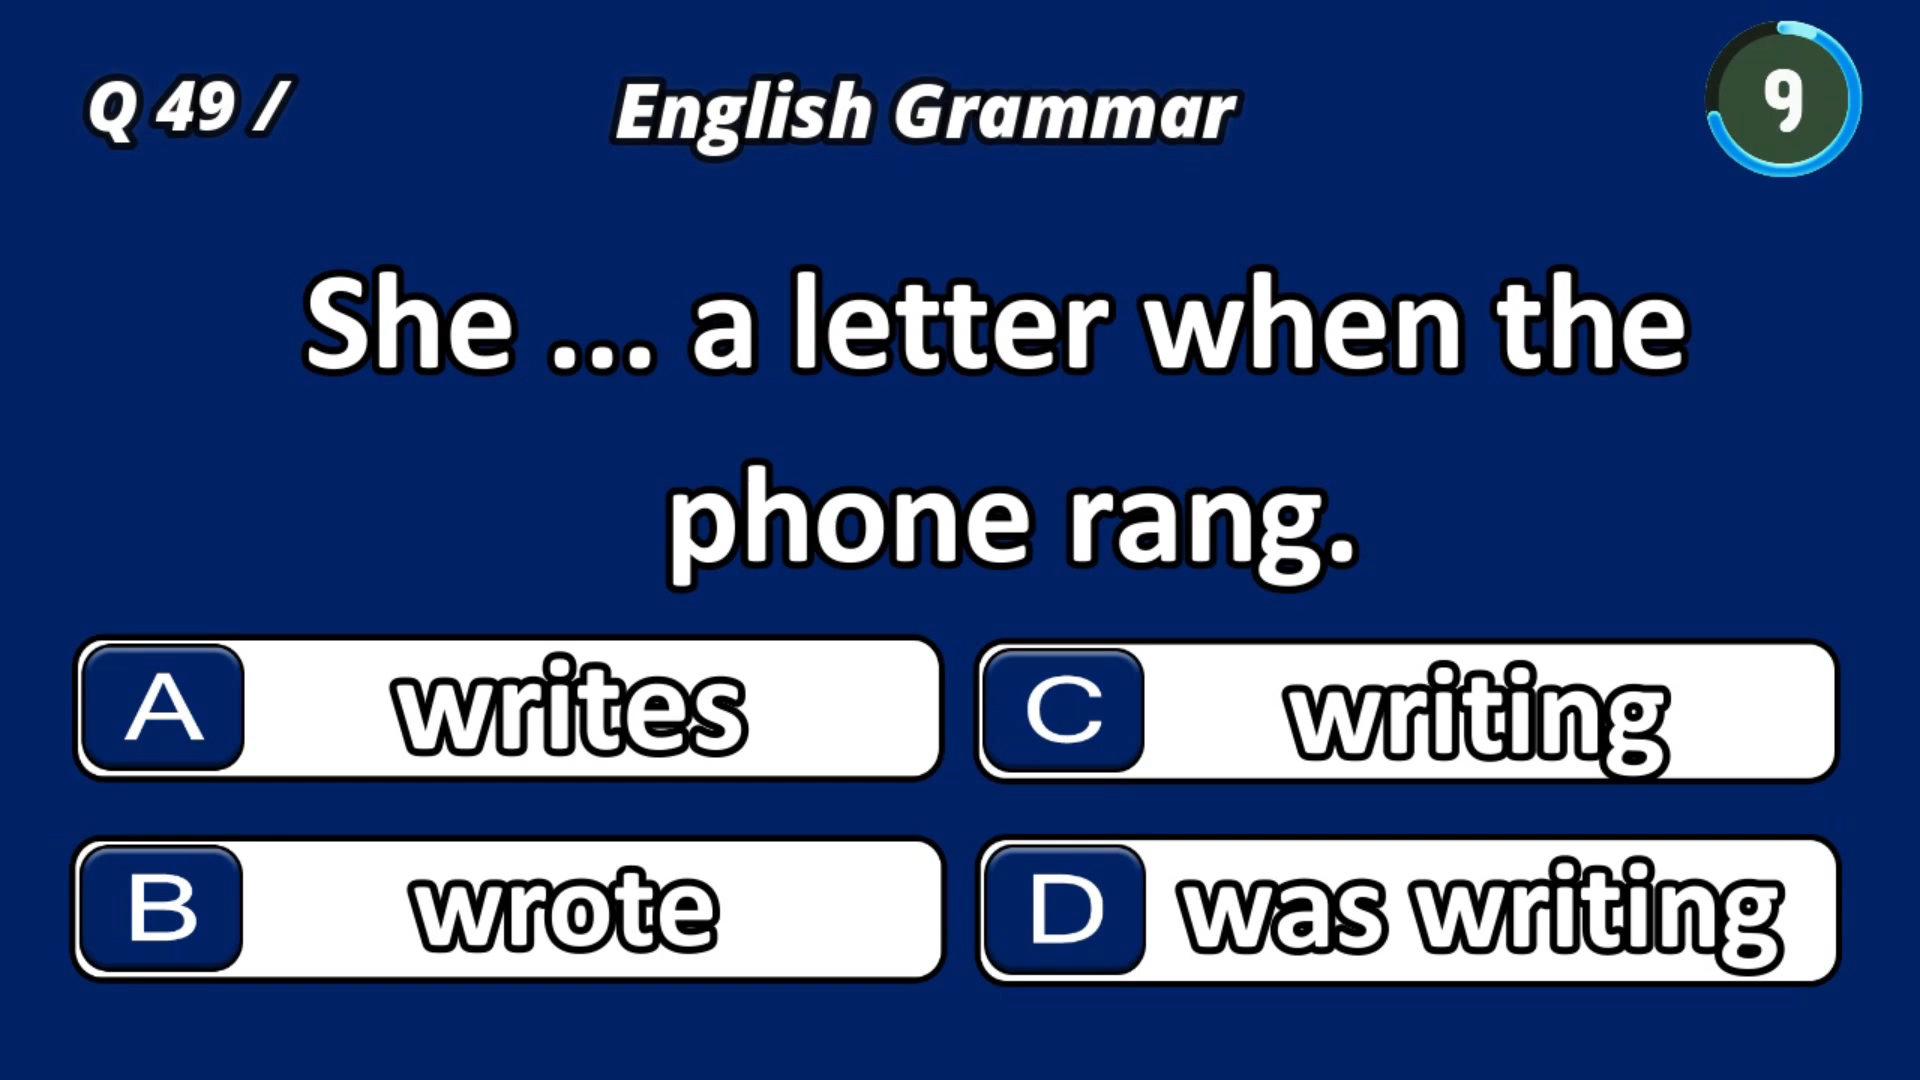 Q 49 /
English Grammar
9
She ... a letter when the
phone rang.
A writes
C writing
B wrote
D was writing